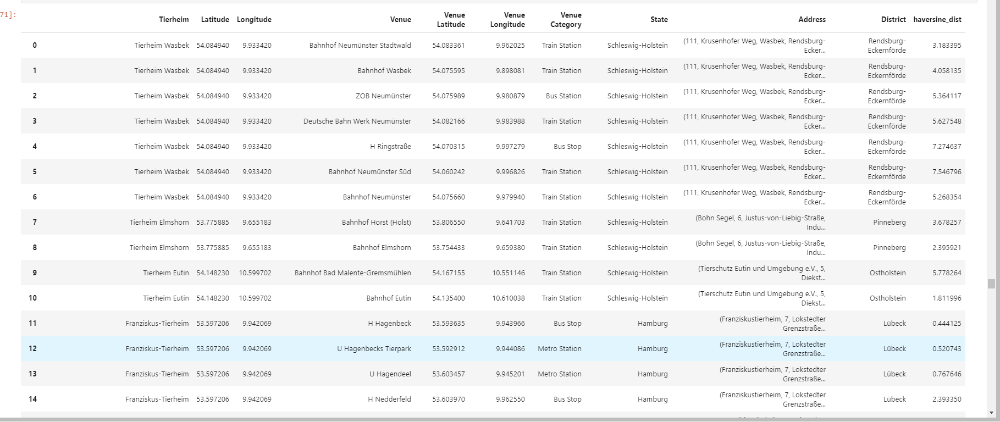 71]:
Tierheim Latitude Longitude Venue Venue Latitude Venue Longitude Venue Category State Address District haversine_dist
0 Tierheim Wasbek 54.084940 9.933420 Bahnhof Neumünster Stadtwald 54.083361 9.962025 Train Station Schleswig-Holstein (111, Krusenhofer Weg, Wasbek, Rendsburg-Ecker... Rendsburg-Eckernförde 3.183395
1 Tierheim Wasbek 54.084940 9.933420 Bahnhof Wasbek 54.075595 9.898081 Train Station Schleswig-Holstein (111, Krusenhofer Weg, Wasbek, Rendsburg-Ecker... Rendsburg-Eckernförde 4.058135
2 Tierheim Wasbek 54.084940 9.933420 ZOB Neumünster 54.075989 9.980879 Bus Station Schleswig-Holstein (111, Krusenhofer Weg, Wasbek, Rendsburg-Ecker... Rendsburg-Eckernförde 5.364117
3 Tierheim Wasbek 54.084940 9.933420 Deutsche Bahn Werk Neumünster 54.082166 9.983988 Train Station Schleswig-Holstein (111, Krusenhofer Weg, Wasbek, Rendsburg-Ecker... Rendsburg-Eckernförde 5.627548
4 Tierheim Wasbek 54.084940 9.933420 H Ringstraße 54.070315 9.997279 Bus Stop Schleswig-Holstein (111, Krusenhofer Weg, Wasbek, Rendsburg-Ecker... Rendsburg-Eckernförde 7.274637
5 Tierheim Wasbek 54.084940 9.933420 Bahnhof Neumünster Süd 54.060242 9.996826 Train Station Schleswig-Holstein (111, Krusenhofer Weg, Wasbek, Rendsburg-Ecker... Rendsburg-Eckernförde 7.546796
6 Tierheim Wasbek 54.084940 9.933420 Bahnhof Neumünster 54.075660 9.979940 Train Station Schleswig-Holstein (111, Krusenhofer Weg, Wasbek, Rendsburg-Ecker... Rendsburg-Eckernförde 5.268354
7 Tierheim Elmshorn 53.775885 9.655183 Bahnhof Horst (Holst) 53.806550 9.641703 Train Station Schleswig-Holstein (Bohn Segel, 6, Justus-von-Liebig-Straße, Indu... Pinneberg 3.678257
8 Tierheim Elmshorn 53.775885 9.655183 Bahnhof Elmshorn 53.754433 9.659380 Train Station Schleswig-Holstein (Bohn Segel, 6, Justus-von-Liebig-Straße, Indu... Pinneberg 2.395921
9 Tierheim Eutin 54.148230 10.599702 Bahnhof Bad Malente-Gremsmühlen 54.167155 10.551146 Train Station Schleswig-Holstein (Tierschutz Eutin und Umgebung e.V., 5, Diekst... Ostholstein 5.778264
10 Tierheim Eutin 54.148230 10.599702 Bahnhof Eutin 54.135400 10.610038 Train Station Schleswig-Holstein (Tierschutz Eutin und Umgebung e.V., 5, Diekst... Ostholstein 1.811996
11 Franziskus-Tierheim 53.597206 9.942069 H Hagenbeck 53.593635 9.943966 Bus Stop Hamburg (Franziskustierheim, 7, Lokstedter Grenzstraße... Lübeck 0.444125
12 Franziskus-Tierheim 53.597206 9.942069 U Hagenbecks Tierpark 53.592912 9.944086 Metro Station Hamburg (Franziskustierheim, 7, Lokstedter Grenzstraße... Lübeck 0.520743
13 Franziskus-Tierheim 53.597206 9.942069 U Hagendeel 53.603457 9.945201 Metro Station Hamburg (Franziskustierheim, 7, Lokstedter Grenzstraße... Lübeck 0.767646
14 Franziskus-Tierheim 53.597206 9.942069 H Nedderfeld 53.603970 9.962550 Bus Stop Hamburg (Franziskustierheim, 7, Lokstedter Grenzstraße... Lübeck 2.393350